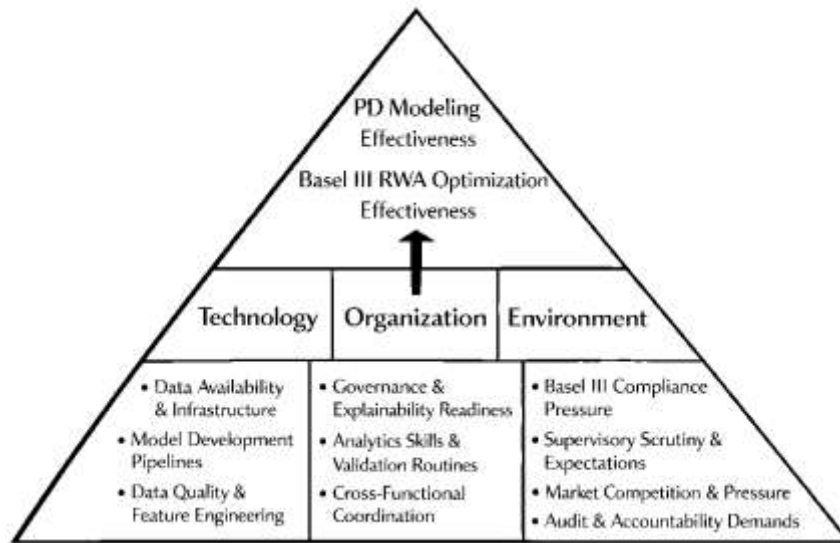 PD Modeling
Effectiveness
Basel III RWA Optimization
Effectiveness
Technology
Organization
Environment
• Data Availability
& Infrastructure
• Model Development
Pipelines
• Data Quality &
Feature Engineering
• Governance &
Explainability Readiness
• Analytics Skills &
Validation Routines
• Cross-Functional
Coordination
• Basel III Compliance
Pressure
• Supervisory Scrutiny &
Expectations
• Market Competition & Pressure
• Audit & Accountability Demands